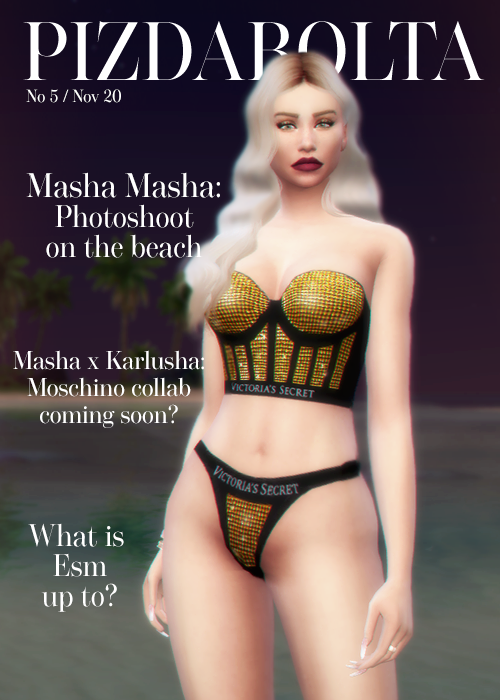 PIZDABOLTA
No 5 / Nov 20
Masha Masha:
Photoshoot
on the beach
Masha x Karlusha:
Moschino collab
coming soon?
VICTORIA'S SECRET
VICTORIA'S SECRET
What is
Esm
up to?